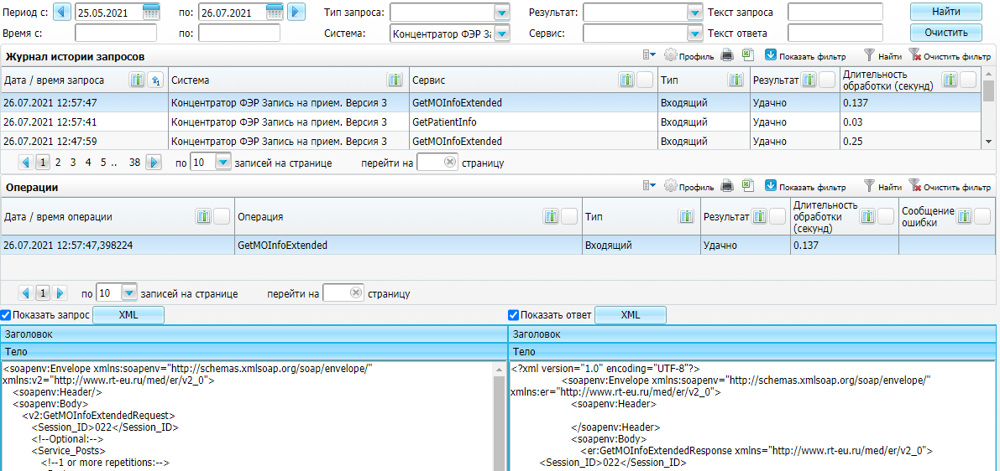 Период с: 25.05.2021 по: 26.07.2021 Тип запроса: Результат: Текст запроса Найти
Время с: по: Система: Концентратор ФЭР За Сервис: Текст ответа Очистить
Журнал истории запросов Профиль Показать фильтр Найти Очистить фильтр
Дата / время запроса Система Сервис Тип Результат Длительность обработки (секунд)
26.07.2021 12:57:47 Концентратор ФЭР Запись на прием. Версия 3 GetMOInfoExtended Входящий Удачно 0.137
26.07.2021 12:57:41 Концентратор ФЭР Запись на прием. Версия 3 GetPatientInfo Входящий Удачно 0.03
26.07.2021 12:47:59 Концентратор ФЭР Запись на прием. Версия 3 GetMOInfoExtended Входящий Удачно 0.25
1 2 3 4 5 .. 38 по 10 записей на странице перейти на страницу
Операции Профиль Показать фильтр Найти Очистить фильтр
Дата / время операции Операция Тип Результат Длительность обработки (секунд) Сообщение ошибки
26.07.2021 12:57:47,398224 GetMOInfoExtended Входящий Удачно 0.137
1 по 10 записей на странице перейти на страницу
Показать запрос XML Показать ответ XML
Заголовок Заголовок
Тело Тело
<soapenv:Envelope xmlns:soapenv="http://schemas.xmlsoap.org/soap/envelope/"
xmlns:v2="http://www.rt-eu.ru/med/er/v2_0">
<soapenv:Header/>
<soapenv:Body>
<v2:GetMOInfoExtendedRequest>
<Session_ID>022</Session_ID>
<!--Optional:-->
<Service_Posts>
<!--1 or more repetitions:-->
<?xml version="1.0" encoding="UTF-8"?>
<soapenv:Envelope xmlns:soapenv="http://schemas.xmlsoap.org/soap/envelope/"
xmlns:er="http://www.rt-eu.ru/med/er/v2_0">
<soapenv:Header>
</soapenv:Header>
<soapenv:Body>
<er:GetMOInfoExtendedResponse xmlns="http://www.rt-eu.ru/med/er/v2_0">
<Session_ID>022</Session_ID>